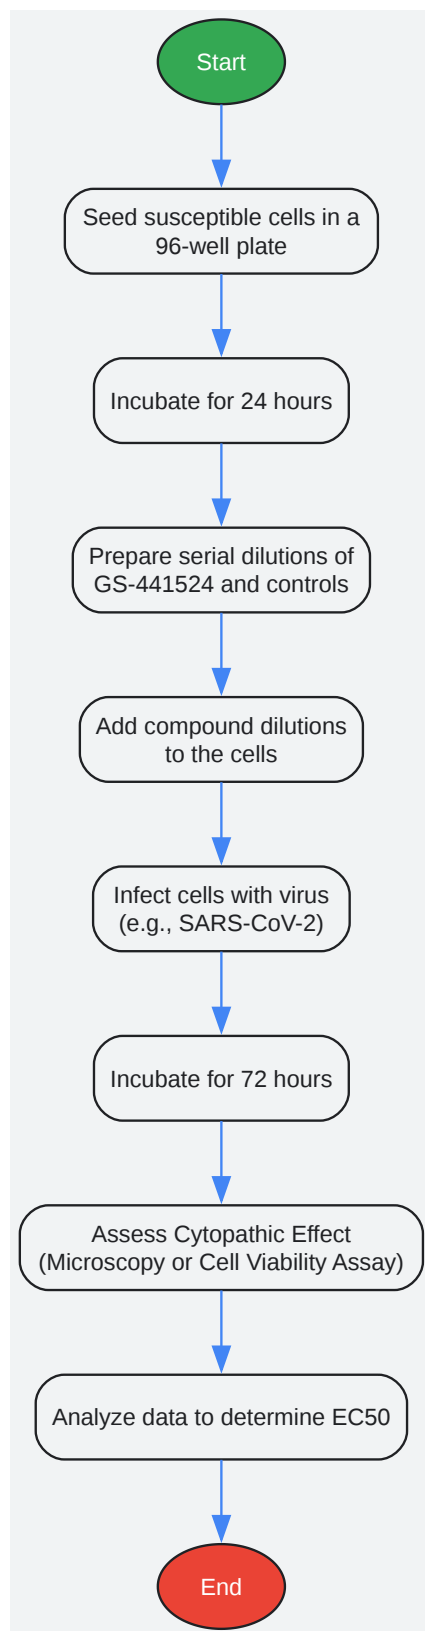 Start
Seed susceptible cells in a
96-well plate
Incubate for 24 hours
Prepare serial dilutions of
GS-441524 and controls
Add compound dilutions
to the cells
Infect cells with virus
(e.g., SARS-CoV-2)
Incubate for 72 hours
Assess Cytopathic Effect
(Microscopy or Cell Viability Assay)
Analyze data to determine EC50
End